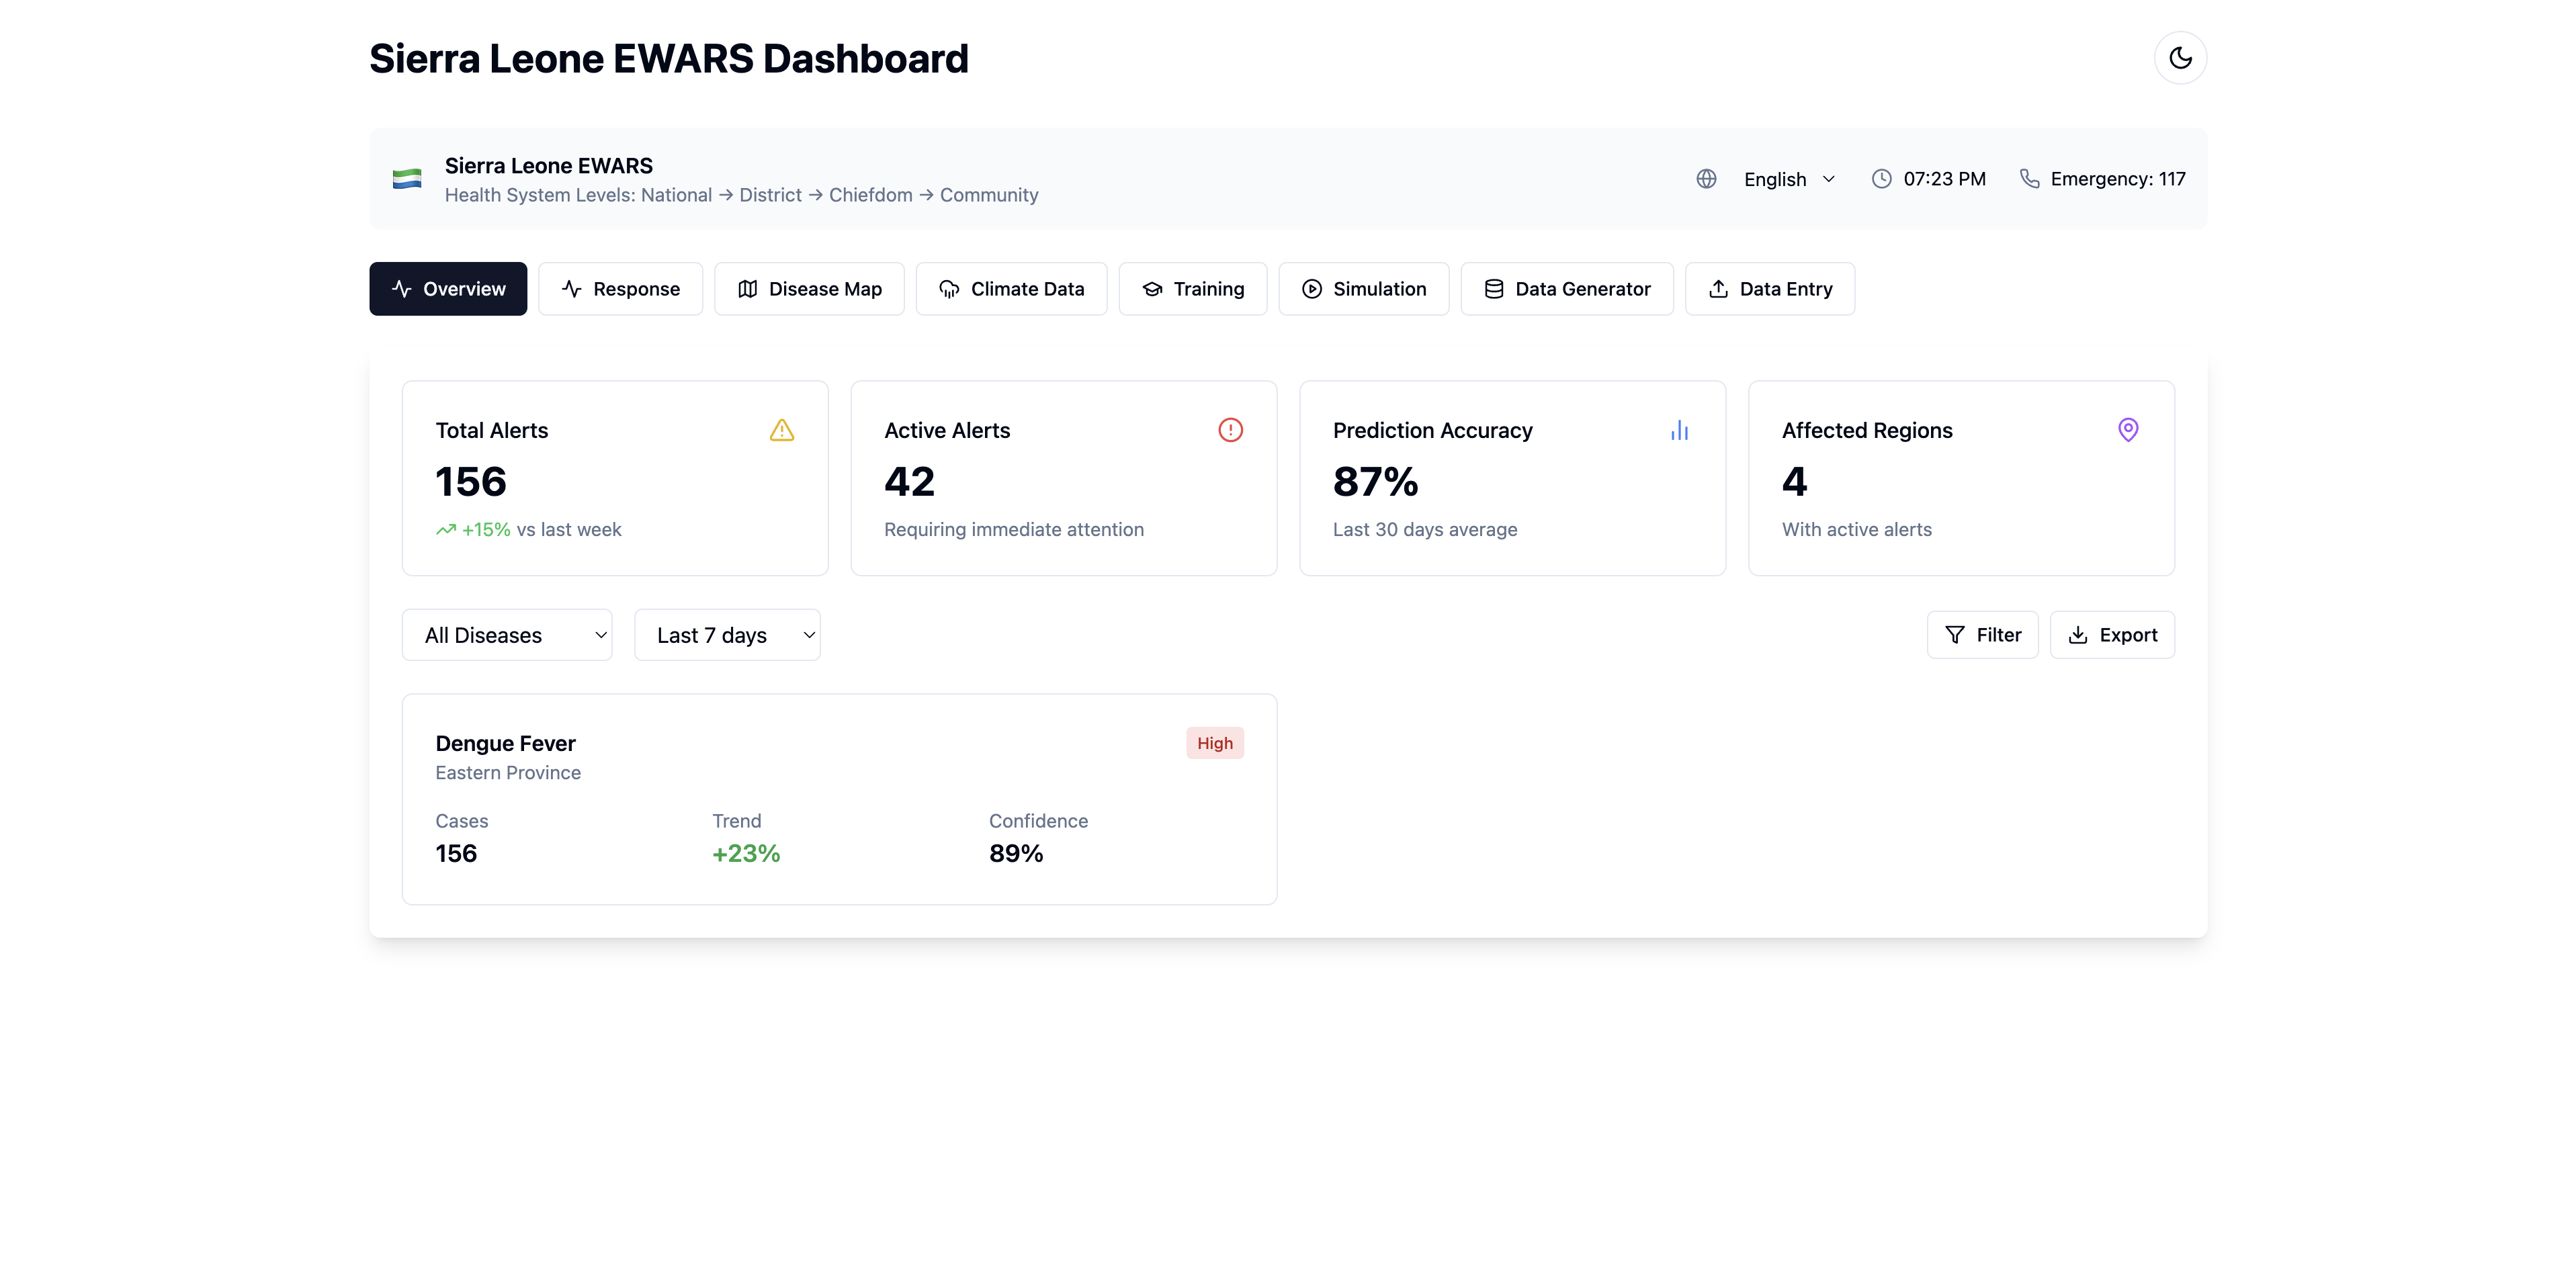 Sierra Leone EWARS Dashboard
Sierra Leone EWARS
Health System Levels: National → District → Chiefdom → Community
English
07:23 PM
Emergency: 117
Overview
Response
Disease Map
Climate Data
Training
Simulation
Data Generator
Data Entry
Total Alerts
156
+15% vs last week
Active Alerts
42
Requiring immediate attention
Prediction Accuracy
87%
Last 30 days average
Affected Regions
4
With active alerts
All Diseases
Last 7 days
Filter
Export
Dengue Fever
High
Eastern Province
Cases
Trend
Confidence
156
+23%
89%